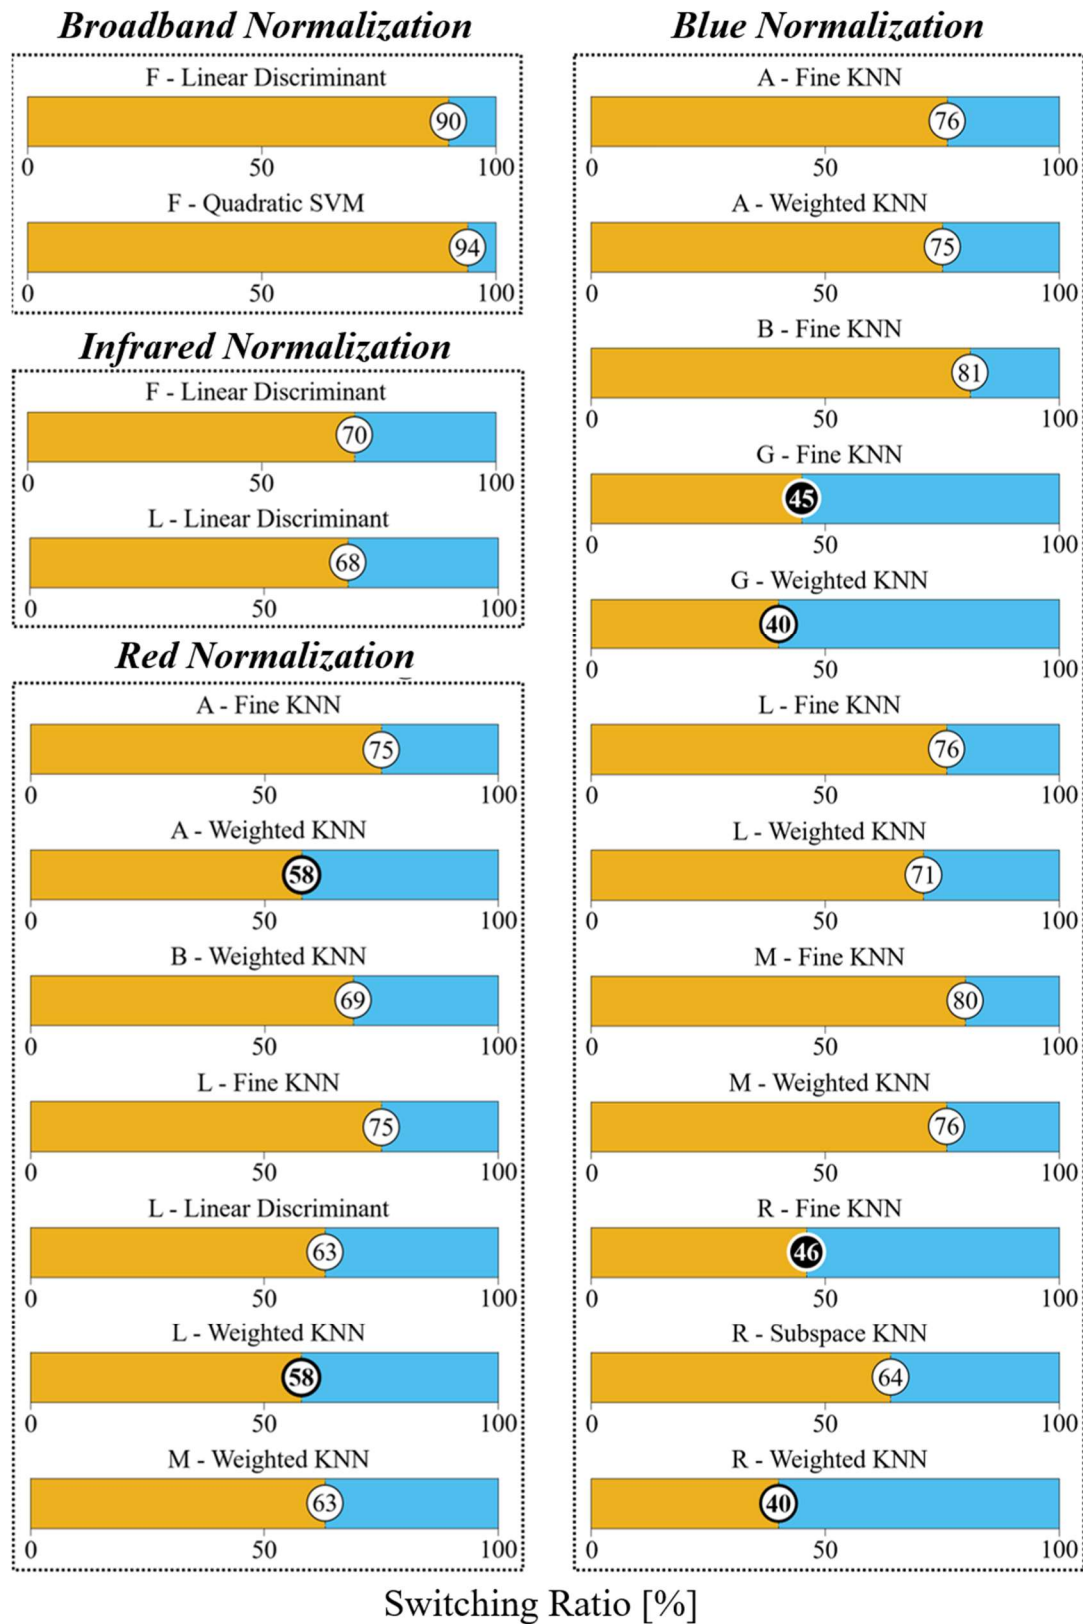 Broadband Normalization
F - Linear Discriminant
90
0 50 100
F - Quadratic SVM
94
0 50 100
Infrared Normalization
F - Linear Discriminant
70
0 50 100
L - Linear Discriminant
68
0 50 100
Red Normalization
A - Fine KNN
75
0 50 100
A - Weighted KNN
58
0 50 100
B - Weighted KNN
69
0 50 100
L - Fine KNN
75
0 50 100
L - Linear Discriminant
63
0 50 100
L - Weighted KNN
58
0 50 100
M - Weighted KNN
63
0 50 100
Blue Normalization
A - Fine KNN
76
0 50 100
A - Weighted KNN
75
0 50 100
B - Fine KNN
81
0 50 100
G - Fine KNN
45
0 50 100
G - Weighted KNN
40
0 50 100
L - Fine KNN
76
0 50 100
L - Weighted KNN
71
0 50 100
M - Fine KNN
80
0 50 100
M - Weighted KNN
76
0 50 100
R - Fine KNN
46
0 50 100
R - Subspace KNN
64
0 50 100
R - Weighted KNN
40
0 50 100
Switching Ratio [%]